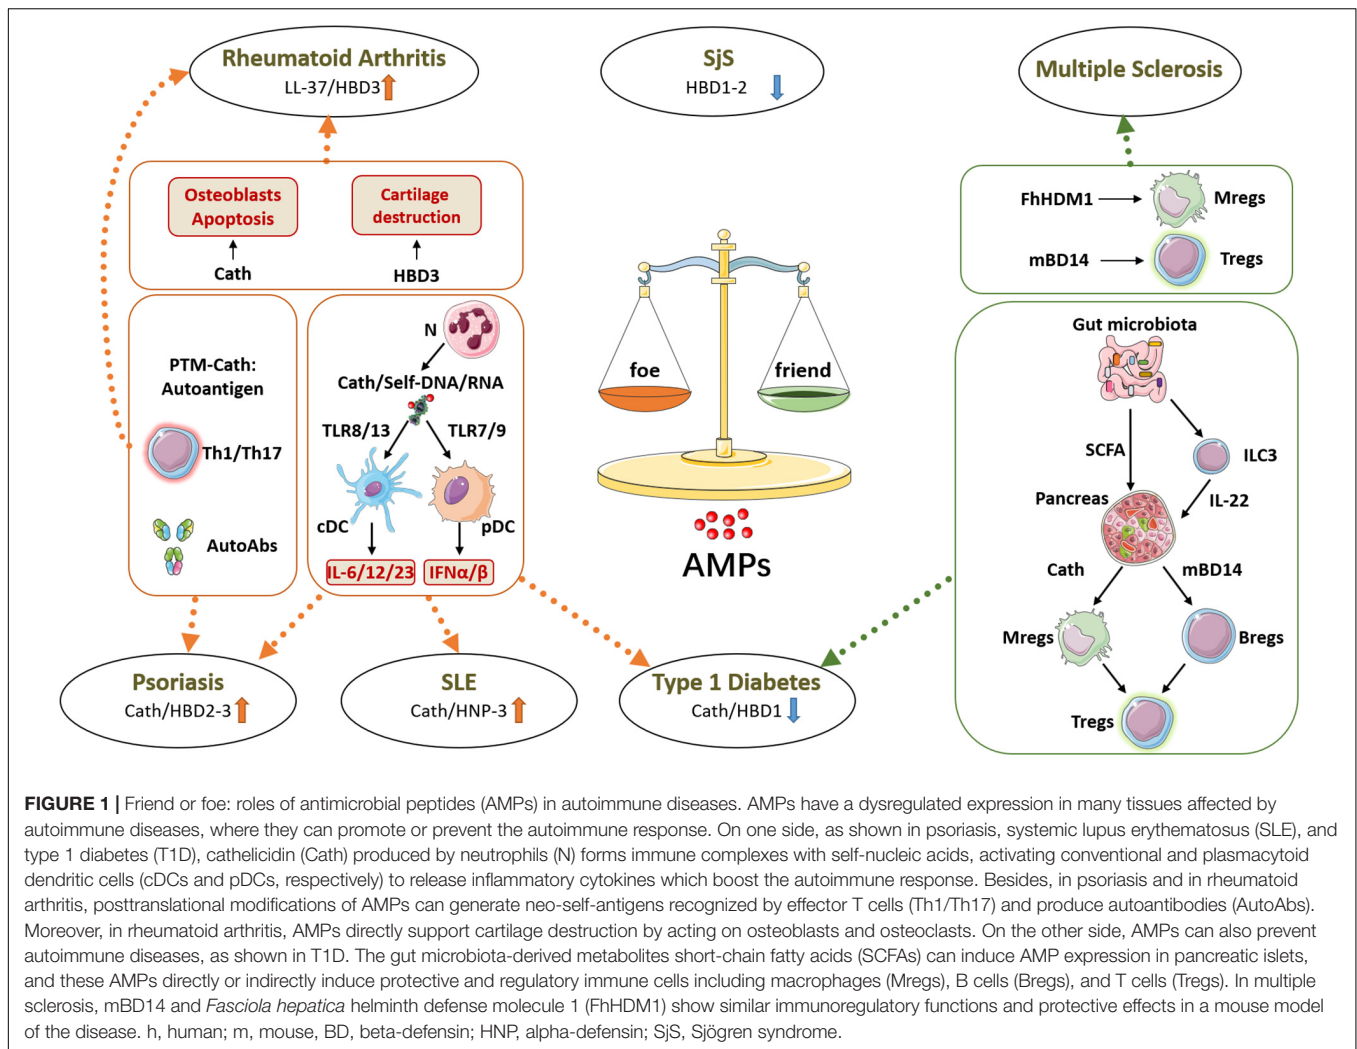 Rheumatoid Arthritis
LL-37/HBD3
SjS
HBD1-2
Multiple Sclerosis
Osteoblasts
Apoptosis
Cartilage
destruction
Cath
HBD3
PTM-Cath:
Autoantigen
Th1/Th17
AutoAbs
N
Cath/Self-DNA/RNA
TLR8/13
TLR7/9
cDC
pDC
IL-6/12/23
IFNα/β
foe
friend
AMPs
FhHDM1
Mregs
mBD14
Tregs
Gut microbiota
SCFA
ILC3
Pancreas
IL-22
Cath
mBD14
Mregs
Bregs
Tregs
Psoriasis
Cath/HBD2-3
SLE
Cath/HNP-3
Type 1 Diabetes
Cath/HBD1
FIGURE 1 | Friend or foe: roles of antimicrobial peptides (AMPs) in autoimmune diseases. AMPs have a dysregulated expression in many tissues affected by
autoimmune diseases, where they can promote or prevent the autoimmune response. On one side, as shown in psoriasis, systemic lupus erythematosus (SLE), and
type 1 diabetes (T1D), cathelicidin (Cath) produced by neutrophils (N) forms immune complexes with self-nucleic acids, activating conventional and plasmacytoid
dendritic cells (cDCs and pDCs, respectively) to release inflammatory cytokines which boost the autoimmune response. Besides, in psoriasis and in rheumatoid
arthritis, posttranslational modifications of AMPs can generate neo-self-antigens recognized by effector T cells (Th1/Th17) and produce autoantibodies (AutoAbs).
Moreover, in rheumatoid arthritis, AMPs directly support cartilage destruction by acting on osteoblasts and osteoclasts. On the other side, AMPs can also prevent
autoimmune diseases, as shown in T1D. The gut microbiota-derived metabolites short-chain fatty acids (SCFAs) can induce AMP expression in pancreatic islets,
and these AMPs directly or indirectly induce protective and regulatory immune cells including macrophages (Mregs), B cells (Bregs), and T cells (Tregs). In multiple
sclerosis, mBD14 and Fasciola hepatica helminth defense molecule 1 (FhHDM1) show similar immunoregulatory functions and protective effects in a mouse model
of the disease. h, human; m, mouse, BD, beta-defensin; HNP, alpha-defensin; SjS, Sjögren syndrome.